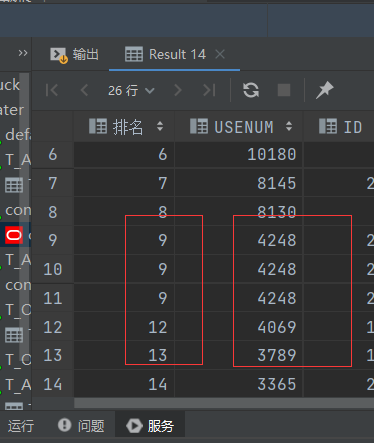 输出
Result 14
26 行
排名 USENUM ID
6 6 10180
7 7 8145 2
8 8 8130
9 9 4248 2
10 9 4248 2
11 9 4248 2
12 12 4069 1
13 13 3789 1
14 14 3365 2
uck
ater
defa
T_A
T
con
c
T_A
con
T_O
T
T_O
T_A
运行 问题 服务